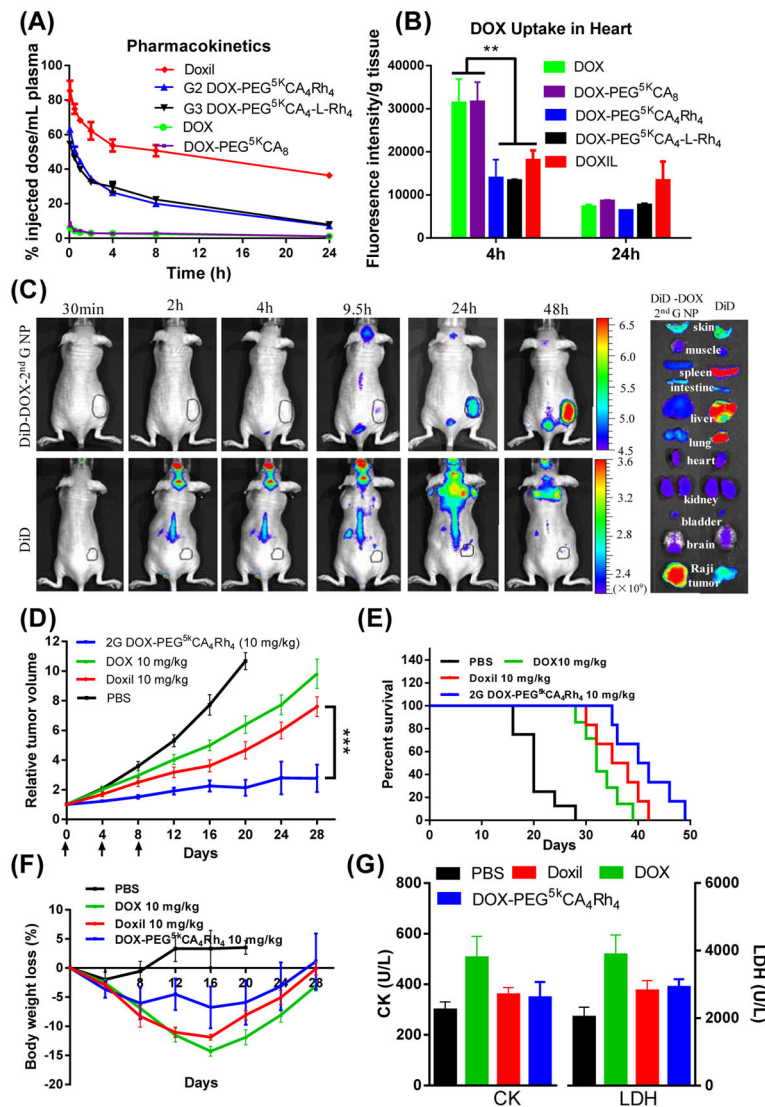 (A)
Pharmacokinetics
% injected dose/mL plasma
100
80
60
40
20
0
0
4
8
12
16
20
24
Time (h)
Doxil
G2 DOX-PEG5KCA4Rh4
G3 DOX-PEG5KCA4-L-Rh4
DOX
DOX-PEG5KCA8
(B)
DOX Uptake in Heart
Fluoresence intensity/g tissue
40000
30000
20000
10000
0
**
4h
24h
DOX
DOX-PEG5KCA8
DOX-PEG5KCA4Rh4
DOX-PEG5KCA4-L-Rh4
DOXIL
(C)
30min
2h
4h
9.5h
24h
48h
DiD-DOX-2nd G NP
DiD
6.5
6.0
5.5
5.0
4.5
3.6
3.2
2.8
2.4
(×10⁹)
DiD -DOX
2nd G NP
DiD
skin
muscle
spleen
intestine
liver
lung
heart
kidney
bladder
brain
Raji
tumor
(D)
Relative tumor volume
12
10
8
6
4
2
0
0
4
8
12
16
20
24
28
Days
2G DOX-PEG5kCA4Rh4 (10 mg/kg)
DOX 10 mg/kg
Doxil 10 mg/kg
PBS
***
(E)
PBS
DOX10 mg/kg
Doxil 10 mg/kg
2G DOX-PEG5kCA4Rh4 10 mg/kg
Percent survival
140
120
100
80
60
40
20
0
0
10
20
30
40
50
Days
(F)
PBS
DOX 10 mg/kg
Doxil 10 mg/kg
DOX-PEG5kCA4Rh4 10 mg/kg
Body weight loss (%)
10
5
0
-5
-10
-15
-20
4
8
12
16
20
24
28
Days
(G)
PBS
Doxil
DOX
DOX-PEG5kCA4Rh4
CK (U/L)
800
600
400
200
0
LDH (U/L)
6000
4000
2000
0
CK
LDH